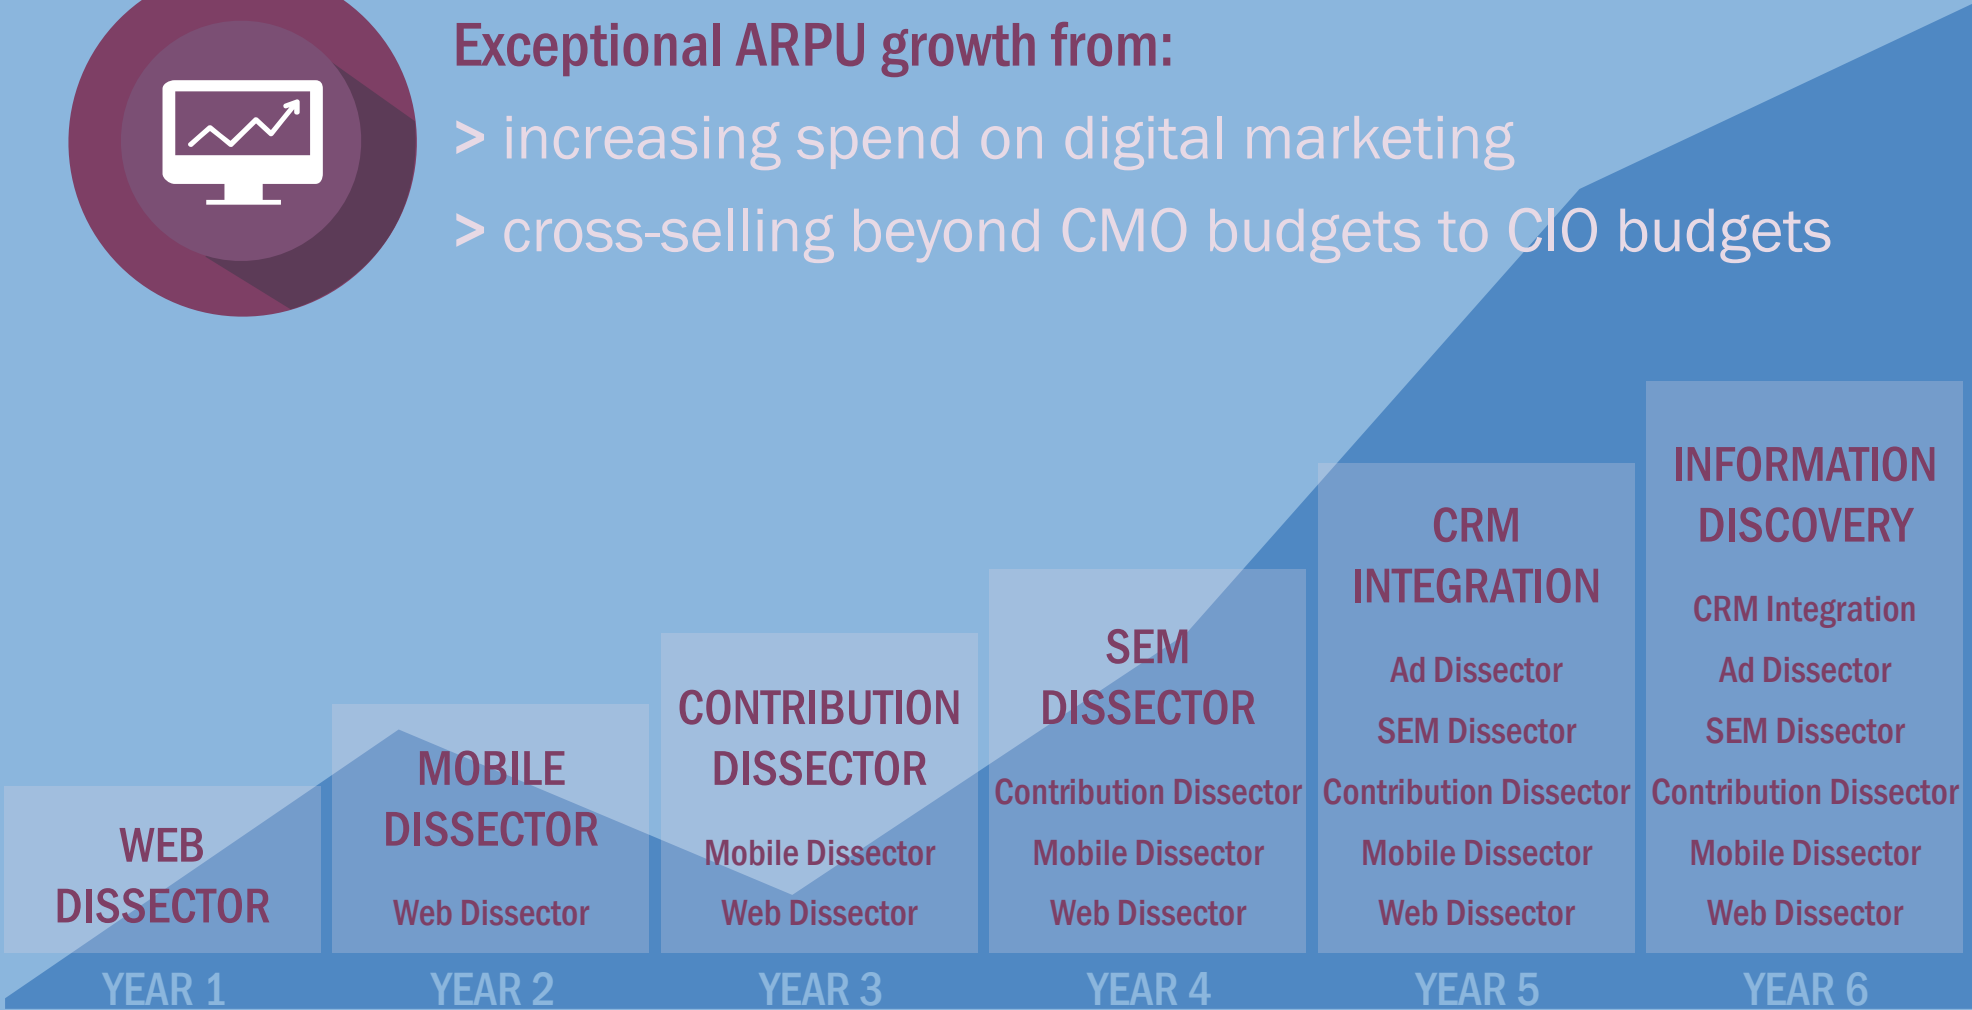 Exceptional ARPU growth from:
> increasing spend on digital marketing
> cross-selling beyond CMO budgets to CIO budgets
WEB
DISSECTOR
YEAR 1
MOBILE
DISSECTOR
Web Dissector
YEAR 2
CONTRIBUTION
DISSECTOR
Mobile Dissector
Web Dissector
YEAR 3
SEM
DISSECTOR
Contribution Dissector
Mobile Dissector
Web Dissector
YEAR 4
CRM
INTEGRATION
Ad Dissector
SEM Dissector
Contribution Dissector
Mobile Dissector
Web Dissector
YEAR 5
INFORMATION
DISCOVERY
CRM Integration
Ad Dissector
SEM Dissector
Contribution Dissector
Mobile Dissector
Web Dissector
YEAR 6